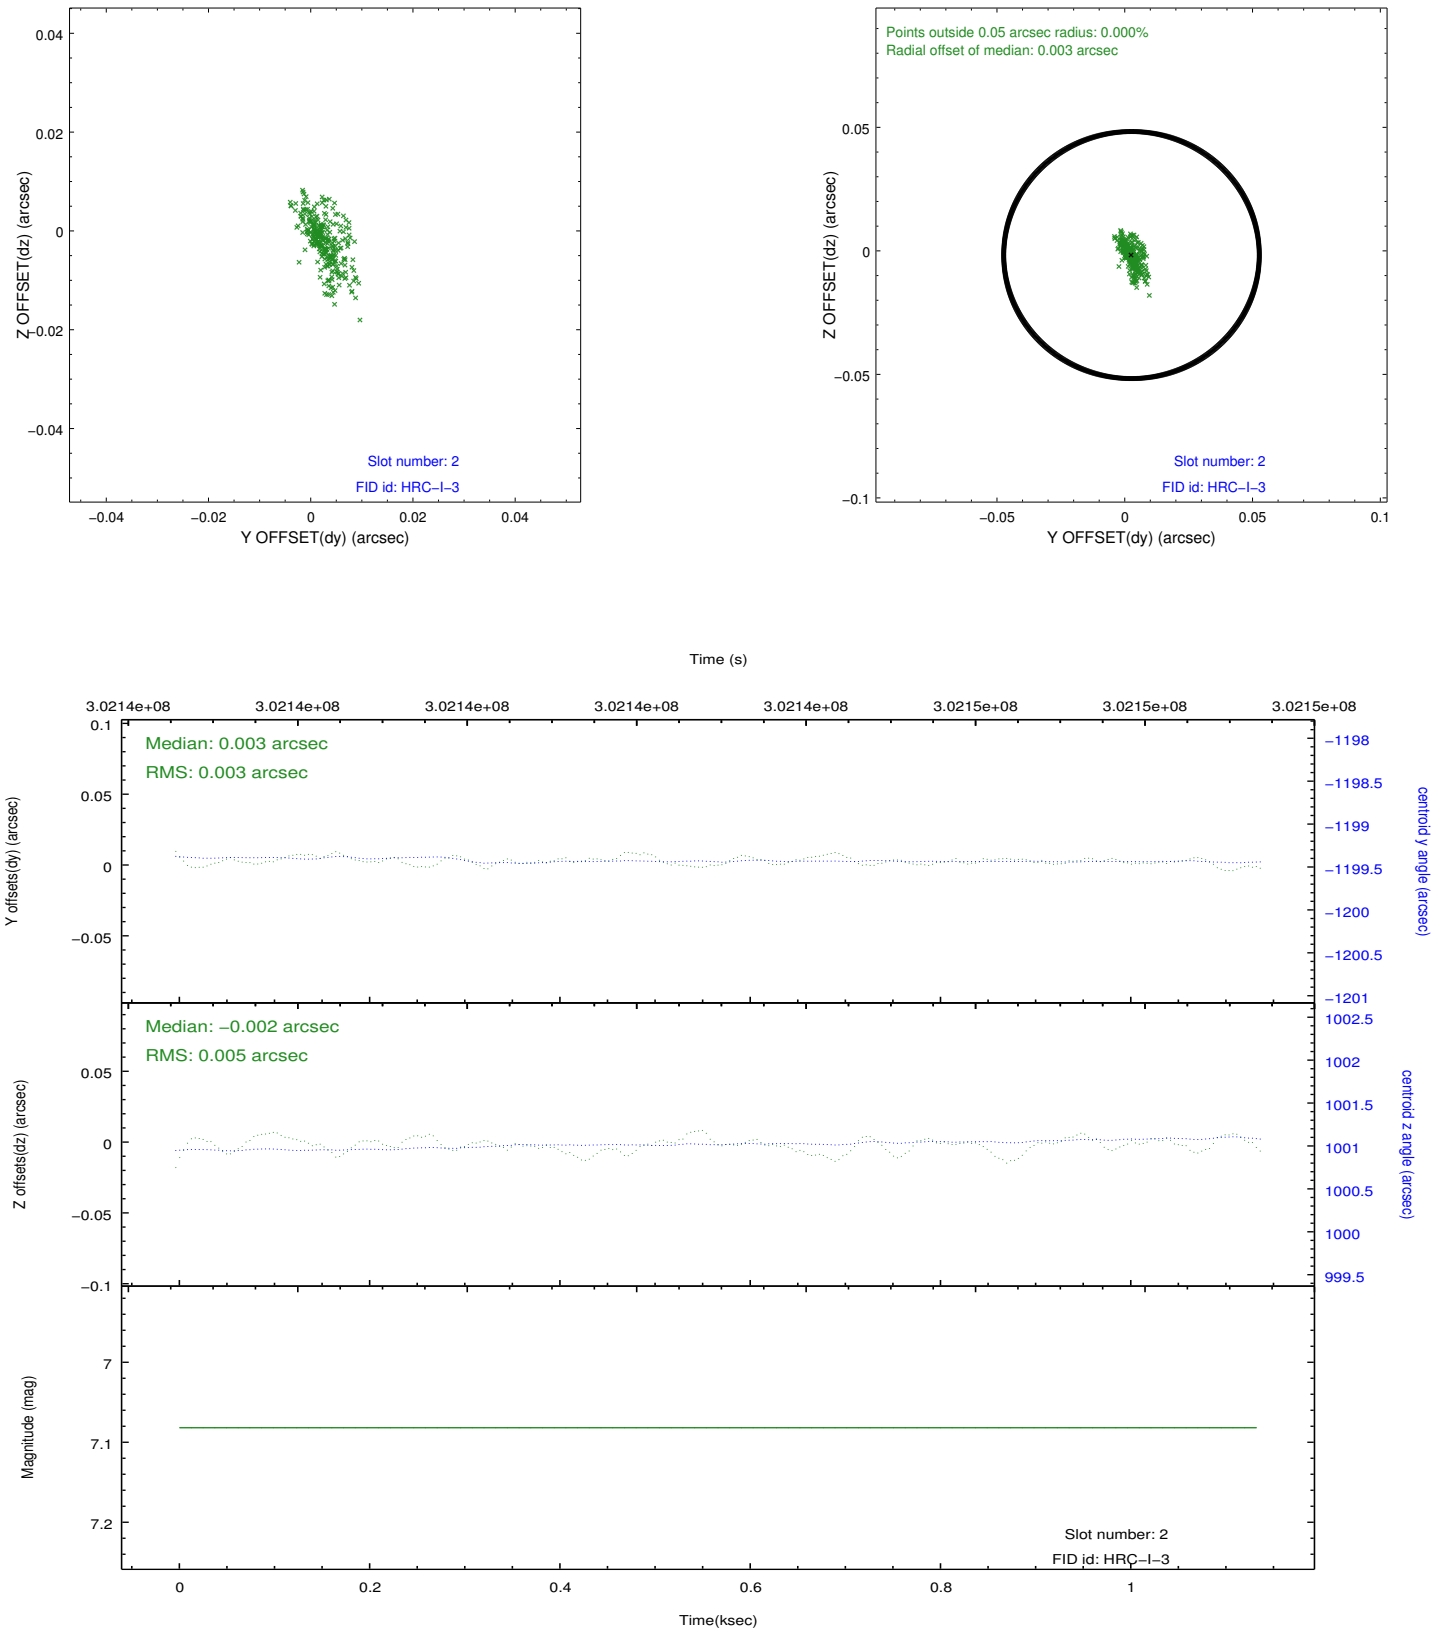 0.04
0.02
0
−0.02
−0.04
Z OFFSET(dz) (arcsec)
Slot number: 2
FID id: HRC−I−3
−0.04
−0.02
0
0.02
0.04
Y OFFSET(dy) (arcsec)
Points outside 0.05 arcsec radius: 0.000%
Radial offset of median: 0.003 arcsec
0.05
0
−0.05
−0.1
Z OFFSET(dz) (arcsec)
Slot number: 2
FID id: HRC−I−3
−0.05
0
0.05
0.1
Y OFFSET(dy) (arcsec)
Time (s)
3.0214e+08
3.0214e+08
3.0214e+08
3.0214e+08
3.0214e+08
3.0215e+08
3.0215e+08
3.0215e+08
Median: 0.003 arcsec
RMS: 0.003 arcsec
0.1
0.05
0
−0.05
Y offsets(dy) (arcsec)
−1198
−1198.5
−1199
−1199.5
−1200
−1200.5
−1201
centroid y angle (arcsec)
Median: −0.002 arcsec
RMS: 0.005 arcsec
0.05
0
−0.05
−0.1
Z offsets(dz) (arcsec)
1002.5
1002
1001.5
1001
1000.5
1000
999.5
centroid z angle (arcsec)
7
7.1
7.2
Magnitude (mag)
Slot number: 2
FID id: HRC−I−3
0
0.2
0.4
0.6
0.8
1
Time(ksec)